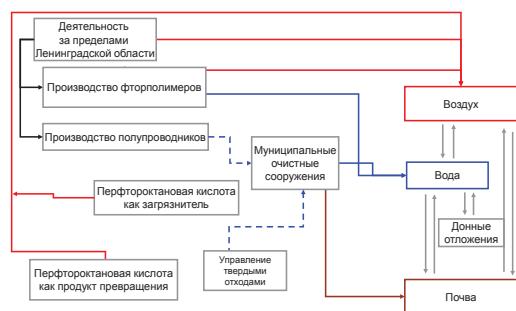 Деятельность
за пределами
Ленинградской области
Производство фторполимеров
Воздух
Производство полупроводников
Муниципальные
очистные
сооружения
Вода
Перфтороктановая кислота
как загрязнитель
Донные
отложения
Управление
твердыми
отходами
Перфтороктановая кислота
как продукт превращения
Почва